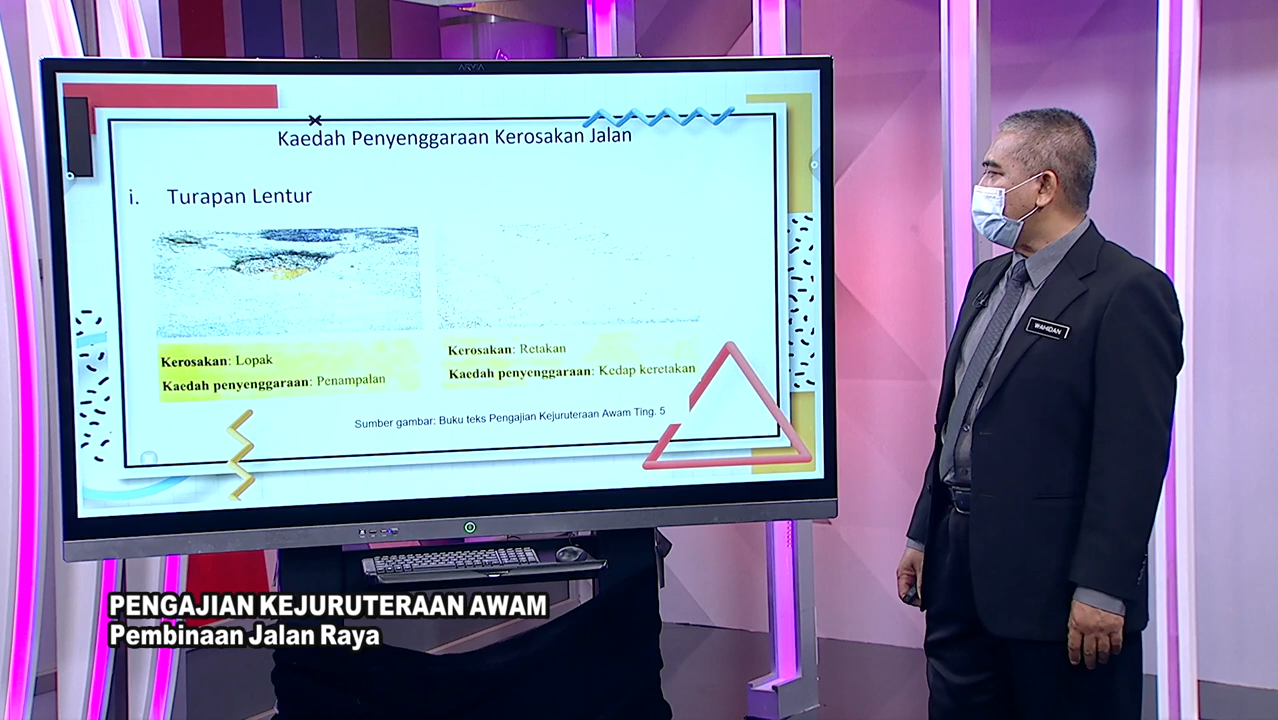 ARVIA
Kaedah Penyenggaraan Kerosakan Jalan
i. Turapan Lentur
Kerosakan: Lopak
Kaedah penyenggaraan: Penampalan
Kerosakan: Retakan
Kaedah penyenggaraan: Kedap keretakan
Sumber gambar: Buku teks Pengajian Kejuruteraan Awam Ting. 5
WAHIDAN
PENGAJIAN KEJURUTERAAN AWAM
Pembinaan Jalan Raya